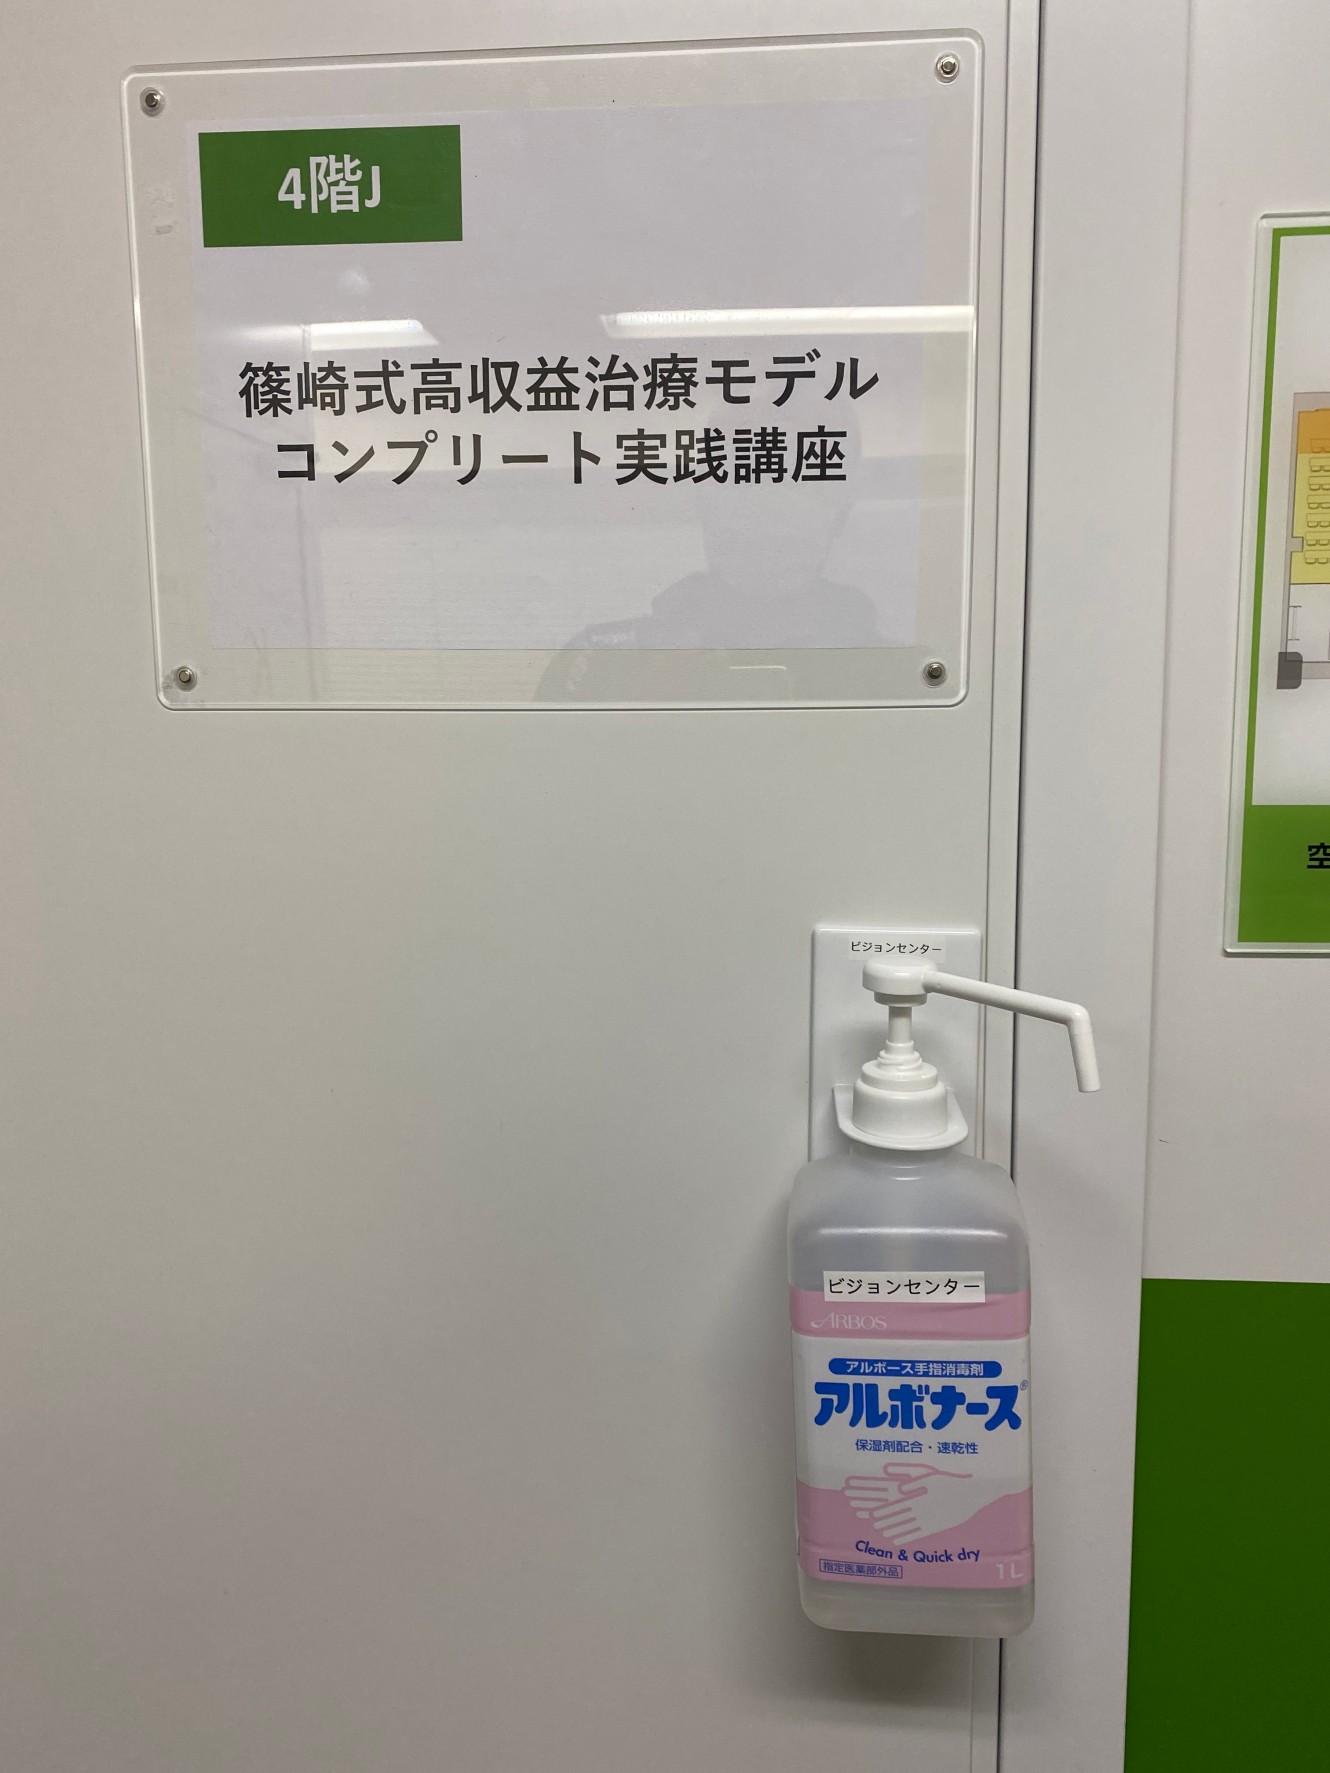 4階J
篠崎式高収益治療モデル
コンプリート実践講座
空
ビジョンセンター
ビジョンセンター
ARBOS
アルボース手指消毒剤
アルボナース®
保湿剤配合・速乾性
Clean & Quick dry
指定医薬部外品
1L